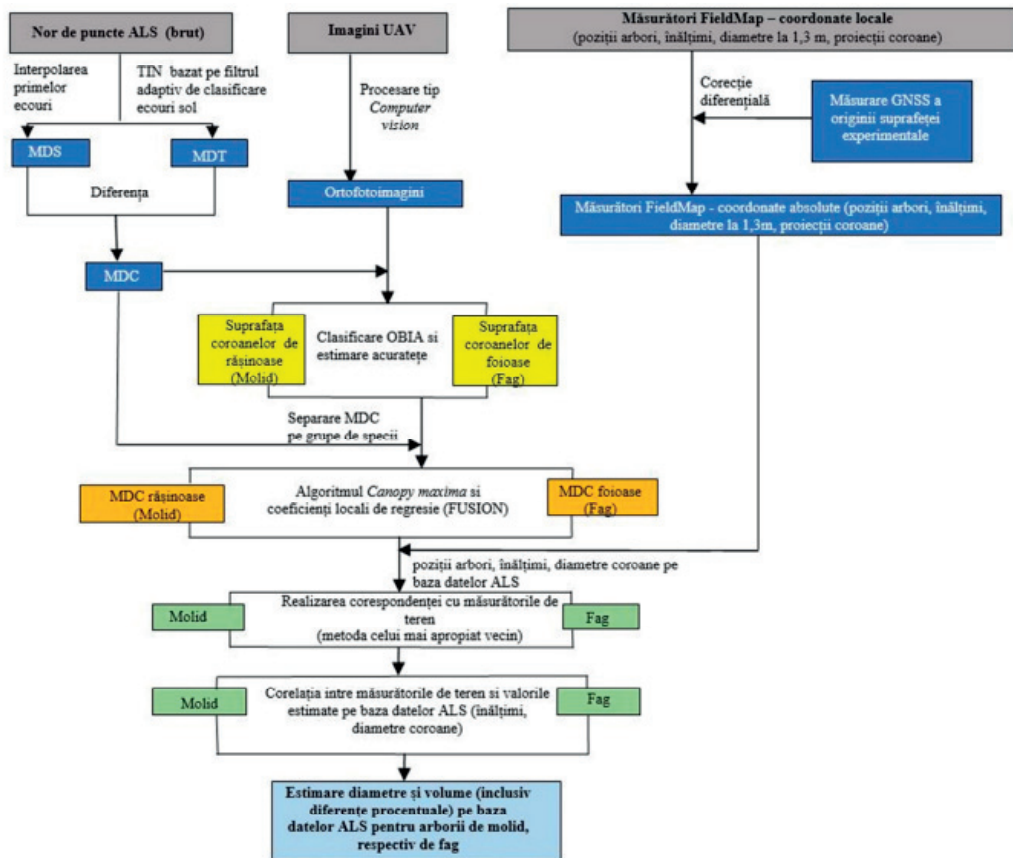 Nor de puncte ALS (brut)
Imagini UAV
Măsurători FieldMap – coordonate locale
(poziții arbori, înălțimi, diametre la 1,3 m, proiecții coroane)
Interpolarea
primelor
ecouri
TIN bazat pe filtrul
adaptiv de clasificare
ecouri sol
Procesare tip
Computer
vision
Corecție
diferențială
Măsurare GNSS a
originii suprafeței
experimentale
MDS
MDT
Diferența
Ortofotoimagini
Măsurători FieldMap - coordonate absolute (poziții arbori, înălțimi,
diametre la 1,3m, proiecții coroane)
MDC
Suprafața
coroanelor de
rășinoase
(Molid)
Clasificare OBIA si
estimare acuratețe
Suprafața
coroanelor de
foioase
(Fag)
Separare MDC
pe grupe de specii
MDC rășinoase
(Molid)
Algoritmul Canopy maxima si
coeficienți locali de regresie (FUSION)
MDC foioase
(Fag)
poziții arbori, înălțimi, diametre coroane pe
baza datelor ALS
Molid
Realizarea corespondenței cu măsurătorile de
teren
(metoda celui mai apropiat vecin)
Fag
Molid
Corelația intre măsurătorile de teren si valorile
estimate pe baza datelor ALS (înălțimi,
diametre coroane)
Fag
Estimare diametre și volume (inclusiv
diferențe procentuale) pe baza
datelor ALS pentru arborii de molid,
respectiv de fag